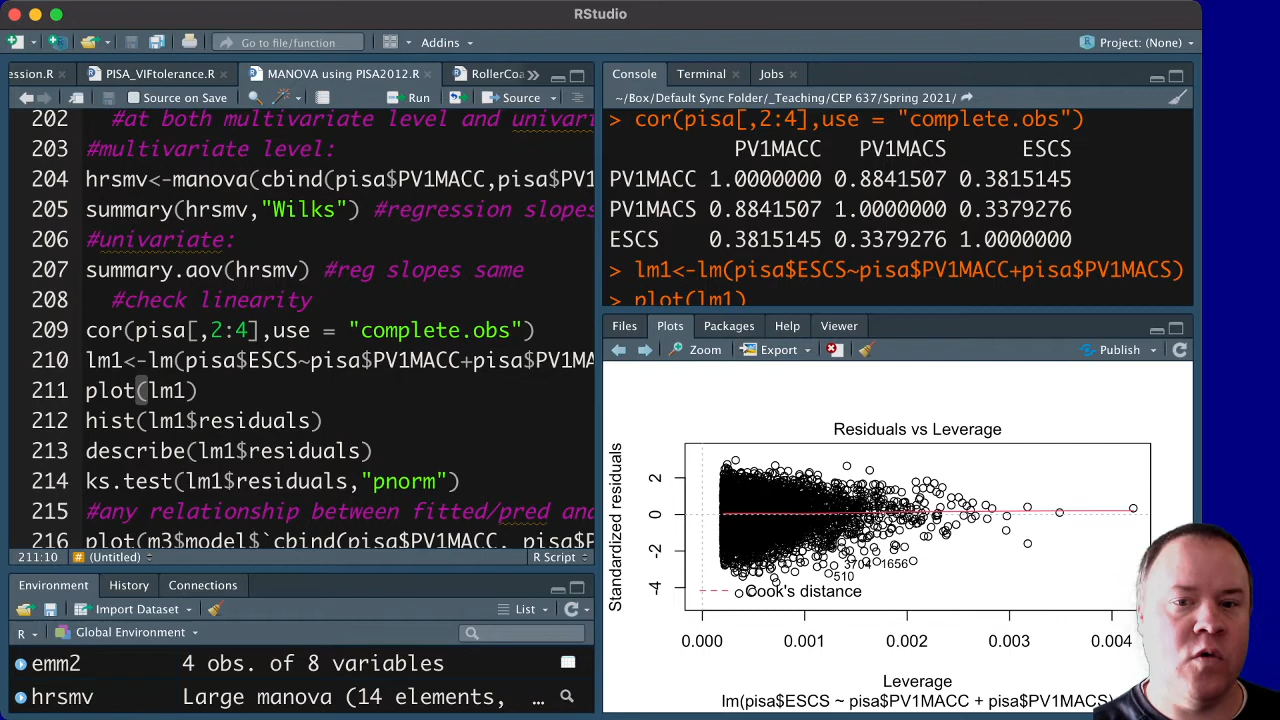 RStudio
Go to file/function
Addins
Project: (None)
ession.R
PISA_VIFtolerance.R
MANOVA using PISA2012.R
RollerCoa
Source on Save
Run
Source
202 #at both multivariate level and univari
203 #multivariate level:
204 hrsmv<-manova(cbind(pisa$PV1MACC,pisa$PV1
205 summary(hrsmv,"Wilks") #regression slopes
206 #univariate:
207 summary.aov(hrsmv) #reg slopes same
208 #check linearity
209 cor(pisa[,2:4],use = "complete.obs")
210 lm1<-lm(pisa$ESCS~pisa$PV1MACC+pisa$PV1MA
211 plot(lm1)
212 hist(lm1$residuals)
213 describe(lm1$residuals)
214 ks.test(lm1$residuals,"pnorm")
215 #any relationship between fitted/pred and
216 plot(m3$model$`cbind(pisa$PV1MACC, pisa$P
211:10
# (Untitled)
R Script
Environment
History
Connections
Import Dataset
List
R
Global Environment
emm2 4 obs. of 8 variables
hrsmv Large manova (14 elements, …
Console
Terminal
Jobs
~/Box/Default Sync Folder/_Teaching/CEP 637/Spring 2021/
> cor(pisa[,2:4],use = "complete.obs")
PV1MACC PV1MACS ESCS
PV1MACC 1.0000000 0.8841507 0.3815145
PV1MACS 0.8841507 1.0000000 0.3379276
ESCS 0.3815145 0.3379276 1.0000000
> lm1<-lm(pisa$ESCS~pisa$PV1MACC+pisa$PV1MACS)
> plot(lm1)
Files
Plots
Packages
Help
Viewer
Zoom
Export
Publish
Residuals vs Leverage
Standardized residuals
2
0
-2
-4
3704
1656
510
Cook's distance
0.000 0.001 0.002 0.003 0.004
Leverage
lm(pisa$ESCS ~ pisa$PV1MACC + pisa$PV1MACS)